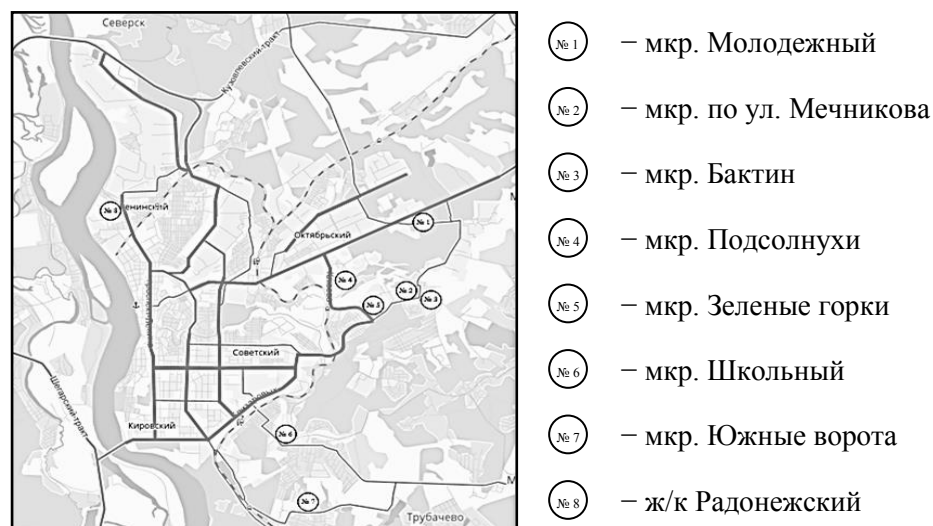 Северск
Кузовлевский тракт
№ 8
Ленинский
Октябрьский
№ 1
№ 4
№ 2
№ 3
№ 5
Советский
Шегарский тракт
Кировский
№ 6
№ 7
Трубачево
№ 1 – мкр. Молодежный
№ 2 – мкр. по ул. Мечникова
№ 3 – мкр. Бактин
№ 4 – мкр. Подсолнухи
№ 5 – мкр. Зеленые горки
№ 6 – мкр. Школьный
№ 7 – мкр. Южные ворота
№ 8 – ж/к Радонежский